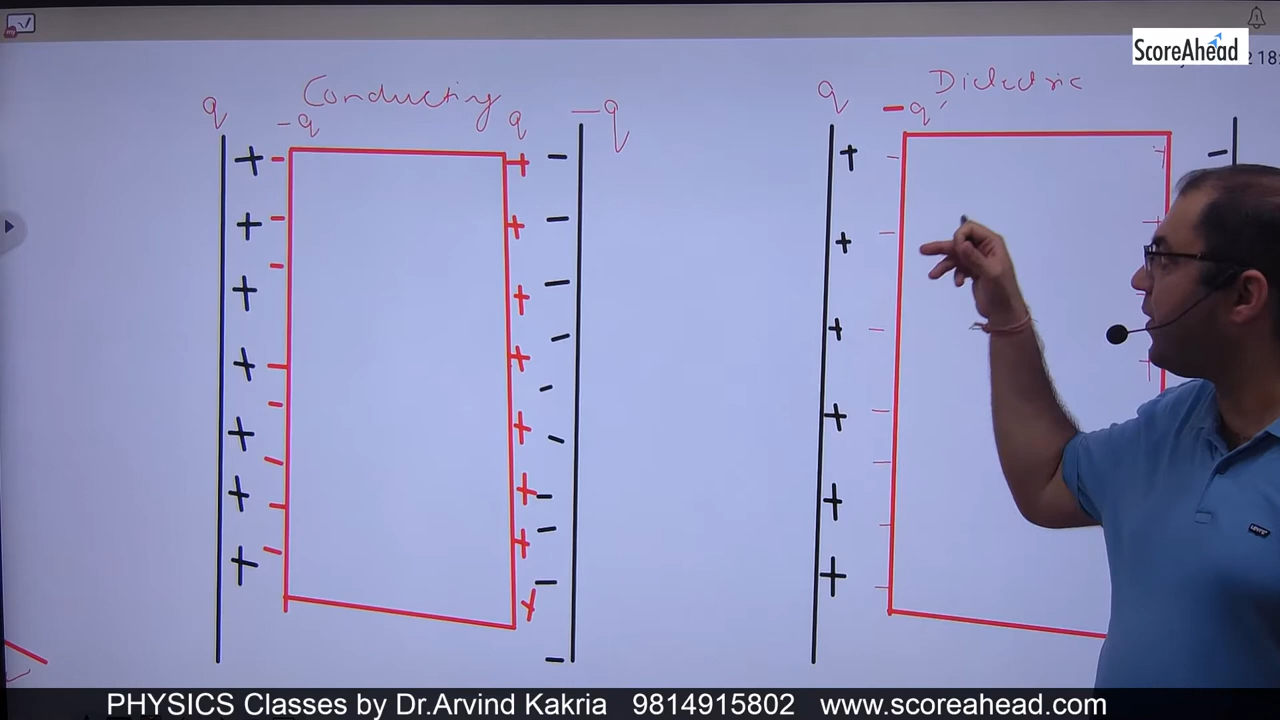 ScoreAhead
Conducting
q
-q
q
-q
Dielectric
q
-q'
PHYSICS Classes by Dr.Arvind Kakria 9814915802 www.scoreahead.com